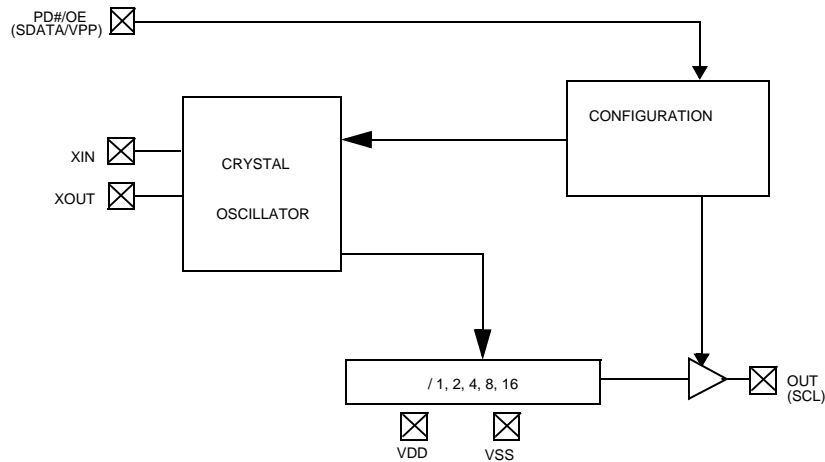 PD#/OE
(SDATA/VPP)
CONFIGURATION
XIN
CRYSTAL
XOUT
OSCILLATOR
/ 1, 2, 4, 8, 16
OUT
(SCL)
VDD
VSS